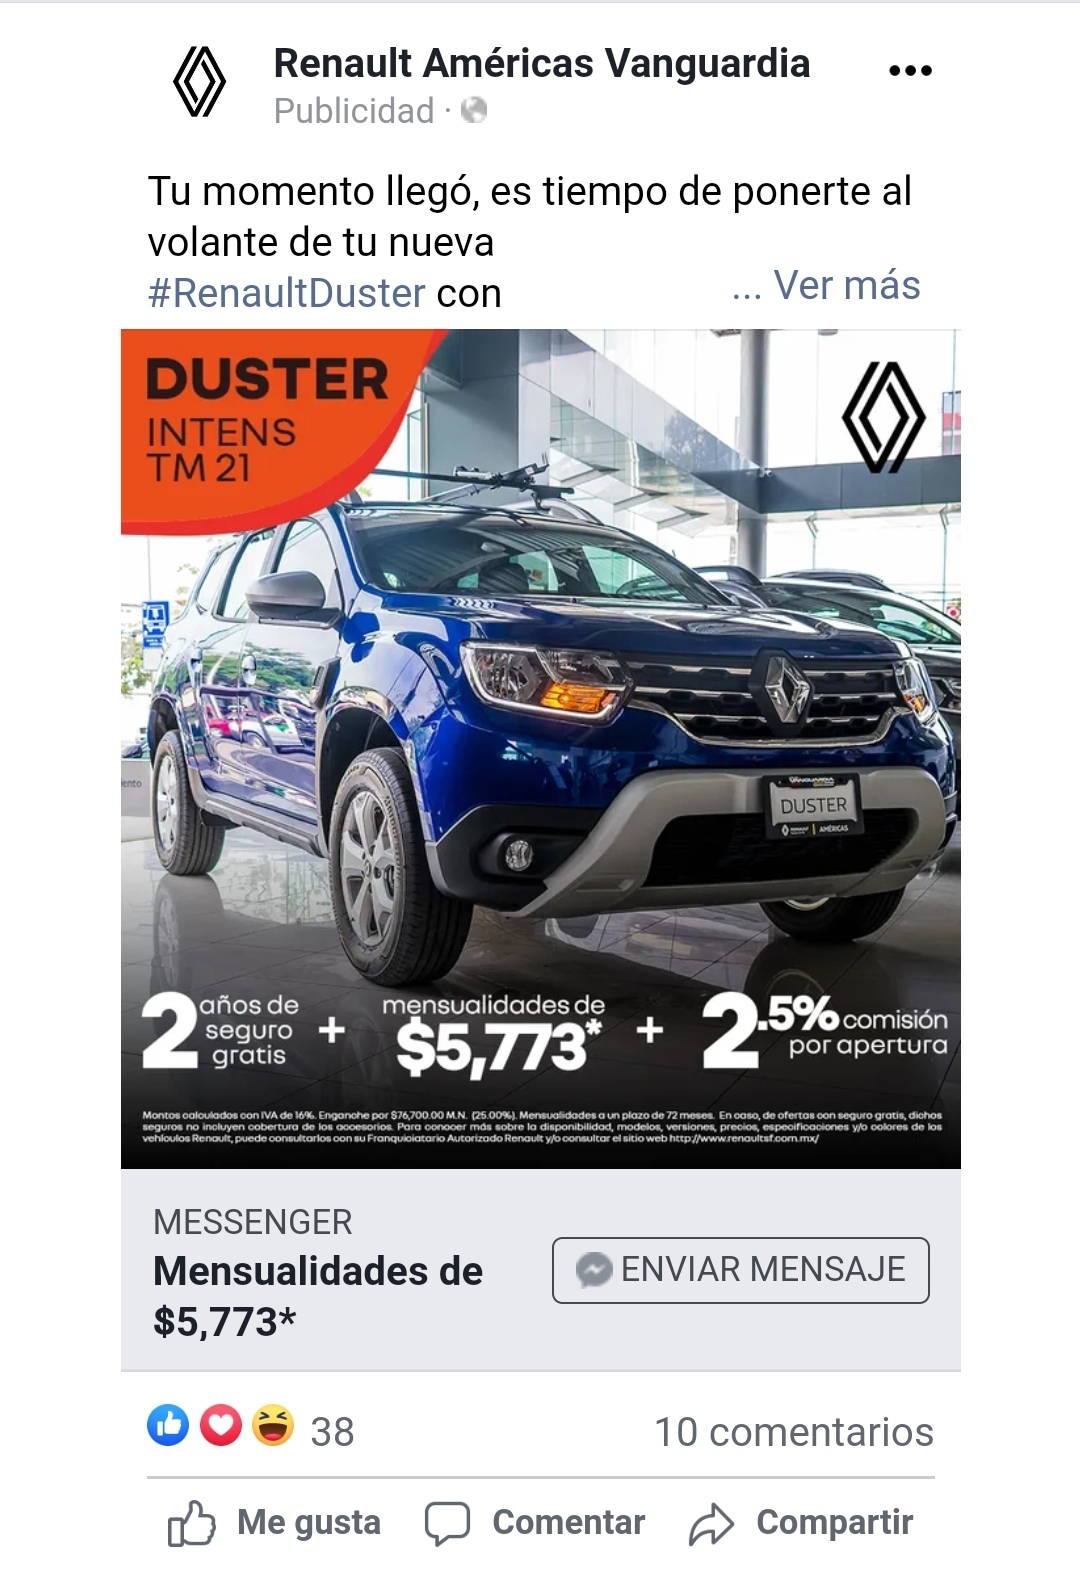 Renault Américas Vanguardia
Publicidad ·
Tu momento llegó, es tiempo de ponerte al
volante de tu nueva
#RenaultDuster con
... Ver más
DUSTER
INTENS
TM 21
DUSTER
RENAULT | AMÉRICAS
2 años de
seguro
gratis
+
mensualidades de
$5,773*
+
2.5% comisión
por apertura
Montos calculados con IVA de 16%. Enganche por $76,700.00 M.N. (25.00%). Mensualidades a un plazo de 72 meses. En caso, de ofertas con seguro gratis, dichos
seguros no incluyen cobertura de los accesorios. Para conocer más sobre la disponibilidad, modelos, versiones, precios, especificaciones y/o colores de los
vehículos Renault, puede consultarlos con su Franquiciatario Autorizado Renault y/o consultar el sitio web http://www.renaultsf.com.mx/
MESSENGER
Mensualidades de
$5,773*
ENVIAR MENSAJE
38
10 comentarios
Me gusta
Comentar
Compartir